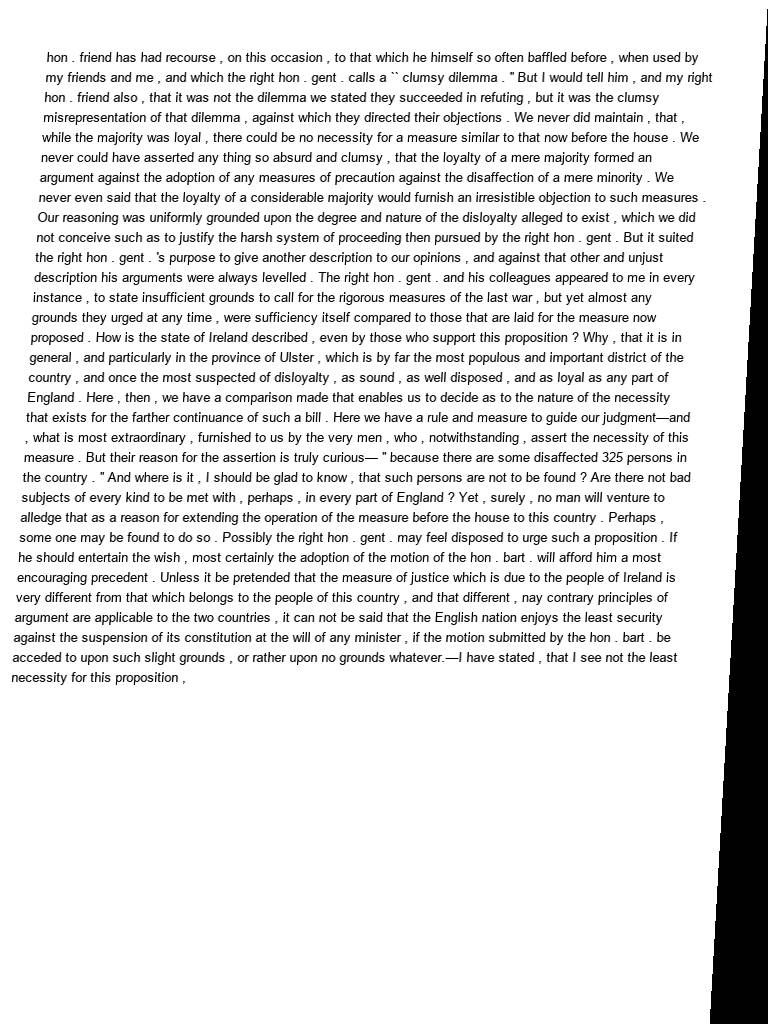 hon . friend has had recourse , on this occasion , to that which he himself so often baffled before , when used by
my friends and me , and which the right hon . gent . calls a `` clumsy dilemma . " But I would tell him , and my right
hon . friend also , that it was not the dilemma we stated they succeeded in refuting , but it was the clumsy
misrepresentation of that dilemma , against which they directed their objections . We never did maintain , that ,
while the majority was loyal , there could be no necessity for a measure similar to that now before the house . We
never could have asserted any thing so absurd and clumsy , that the loyalty of a mere majority formed an
argument against the adoption of any measures of precaution against the disaffection of a mere minority . We
never even said that the loyalty of a considerable majority would furnish an irresistible objection to such measures .
Our reasoning was uniformly grounded upon the degree and nature of the disloyalty alleged to exist , which we did
not conceive such as to justify the harsh system of proceeding then pursued by the right hon . gent . But it suited
the right hon . gent . 's purpose to give another description to our opinions , and against that other and unjust
description his arguments were always levelled . The right hon . gent . and his colleagues appeared to me in every
instance , to state insufficient grounds to call for the rigorous measures of the last war , but yet almost any
grounds they urged at any time , were sufficiency itself compared to those that are laid for the measure now
proposed . How is the state of Ireland described , even by those who support this proposition ? Why , that it is in
general , and particularly in the province of Ulster , which is by far the most populous and important district of the
country , and once the most suspected of disloyalty , as sound , as well disposed , and as loyal as any part of
England . Here , then , we have a comparison made that enables us to decide as to the nature of the necessity
that exists for the farther continuance of such a bill . Here we have a rule and measure to guide our judgment—and
, what is most extraordinary , furnished to us by the very men , who , notwithstanding , assert the necessity of this
measure . But their reason for the assertion is truly curious— " because there are some disaffected 325 persons in
the country . " And where is it , I should be glad to know , that such persons are not to be found ? Are there not bad
subjects of every kind to be met with , perhaps , in every part of England ? Yet , surely , no man will venture to
alledge that as a reason for extending the operation of the measure before the house to this country . Perhaps ,
some one may be found to do so . Possibly the right hon . gent . may feel disposed to urge such a proposition . If
he should entertain the wish , most certainly the adoption of the motion of the hon . bart . will afford him a most
encouraging precedent . Unless it be pretended that the measure of justice which is due to the people of Ireland is
very different from that which belongs to the people of this country , and that different , nay contrary principles of
argument are applicable to the two countries , it can not be said that the English nation enjoys the least security
against the suspension of its constitution at the will of any minister , if the motion submitted by the hon . bart . be
acceded to upon such slight grounds , or rather upon no grounds whatever.—I have stated , that I see not the least
necessity for this proposition ,